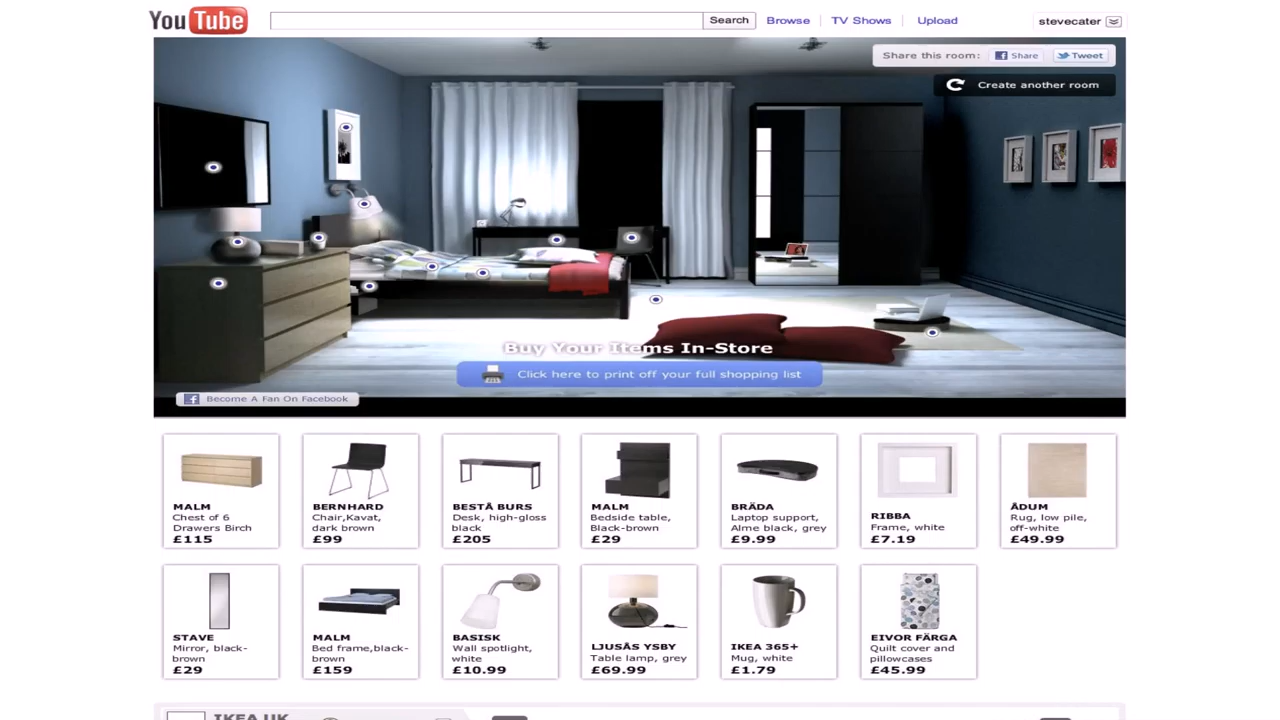 YouTube
Search
Browse
TV Shows
Upload
stevecater
Share this room:
Share
Tweet
Create another room
Buy Your Items In-Store
Click here to print off your full shopping list
Become A Fan On Facebook
MALM
Chest of 6
Drawers Birch
£115
BERNHARD
Chair,Kavat,
dark brown
£99
BESTÅ BURS
Desk, high-gloss
black
£205
MALM
Bedside table,
Black-brown
£29
BRÄDA
Laptop support,
Alme black, grey
£9.99
RIBBA
Frame, white
£7.19
ÅDUM
Rug, low pile,
off-white
£49.99
STAVE
Mirror, black-
brown
£29
MALM
Bed frame,black-
brown
£159
BASISK
Wall spotlight,
white
£10.99
LJUSÅS YSBY
Table lamp, grey
£69.99
IKEA 365+
Mug, white
£1.79
EIVOR FÄRGA
Quilt cover and
pillowcases
£45.99
IKEA UK